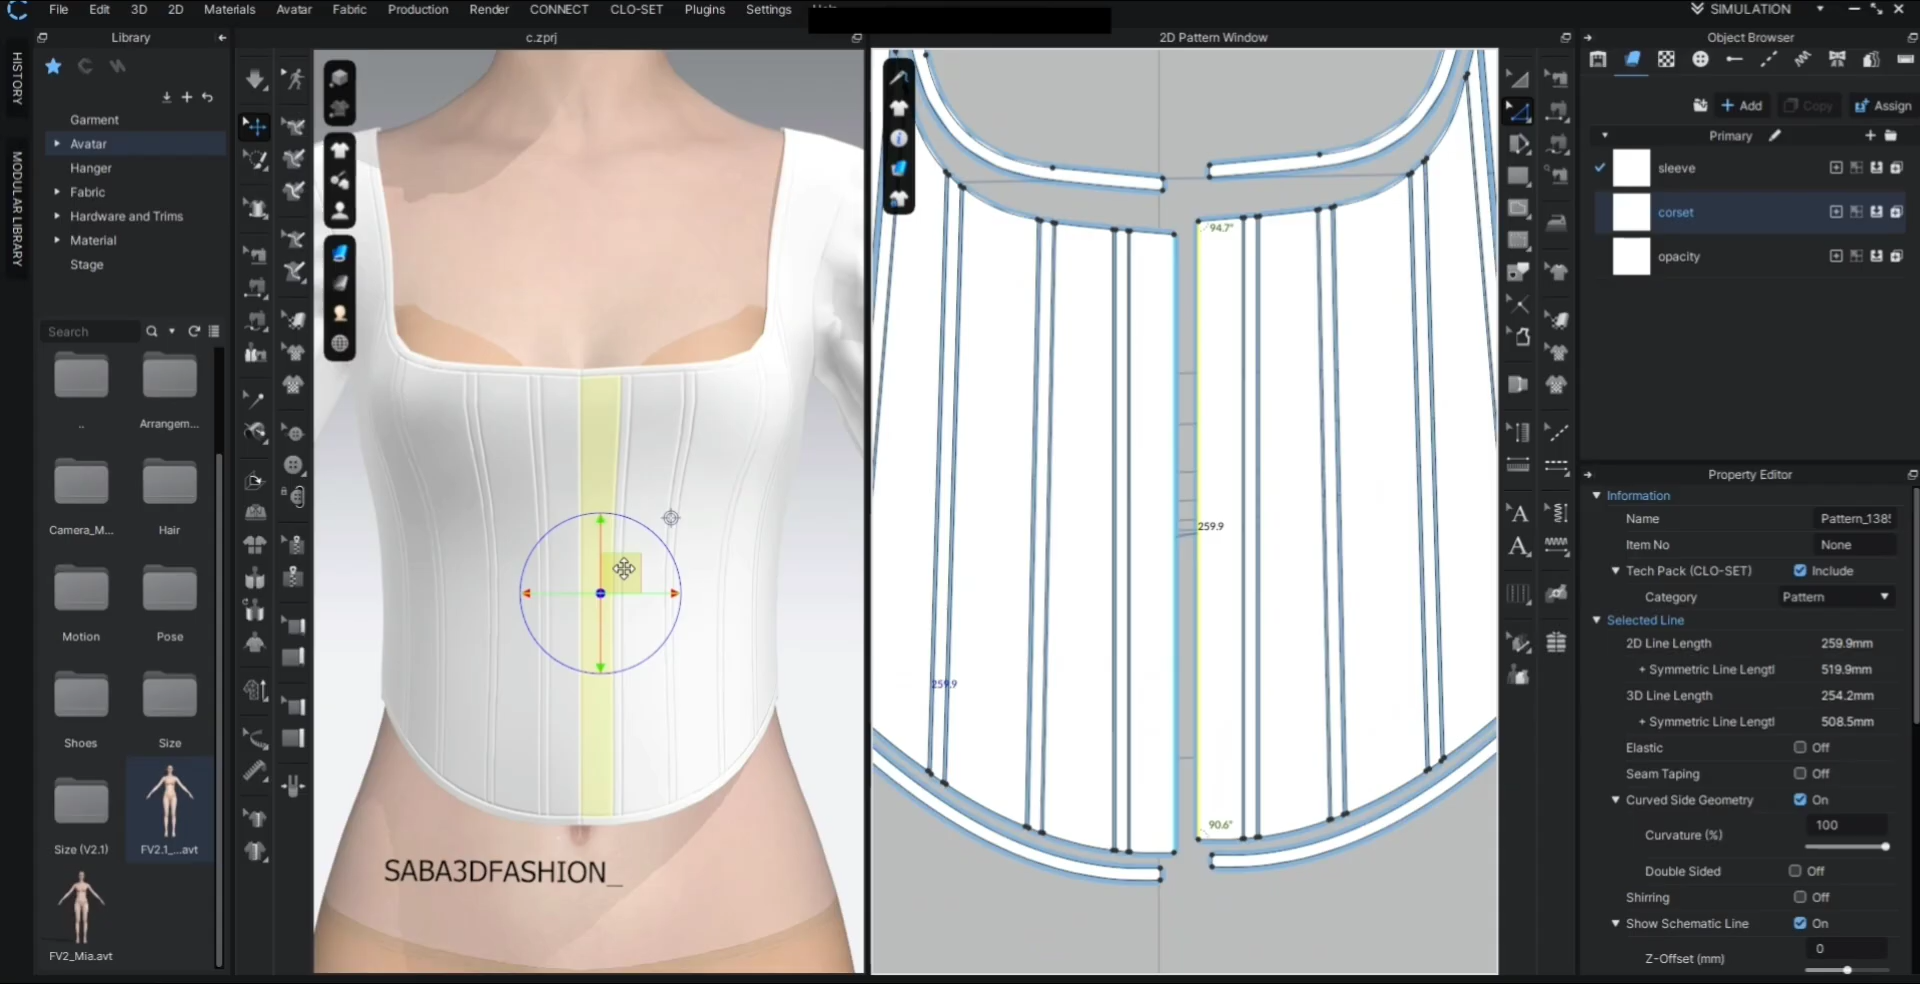 File Edit 3D 2D Materials Avatar Fabric Production Render CONNECT CLO-SET Plugins Settings
SIMULATION
Library
c.zprj
2D Pattern Window
Object Browser
HISTORY
MODULAR LIBRARY
Garment
Avatar
Hanger
Fabric
Hardware and Trims
Material
Stage
Search
..
Arrangem...
Camera_M...
Hair
Motion
Pose
Shoes
Size
Size (V2.1)
FV2.1_...avt
FV2_Mia.avt
SABA3DFASHION_
94.7°
259.9
259.9
90.6°
Add
Copy
Assign
Primary
sleeve
corset
opacity
Property Editor
Information
Name Pattern_1385
Item No None
Tech Pack (CLO-SET) Include
Category Pattern
Selected Line
2D Line Length 259.9mm
+ Symmetric Line Lengtl 519.9mm
3D Line Length 254.2mm
+ Symmetric Line Lengtl 508.5mm
Elastic Off
Seam Taping Off
Curved Side Geometry On
Curvature (%) 100
Double Sided Off
Shirring Off
Show Schematic Line On
Z-Offset (mm) 0